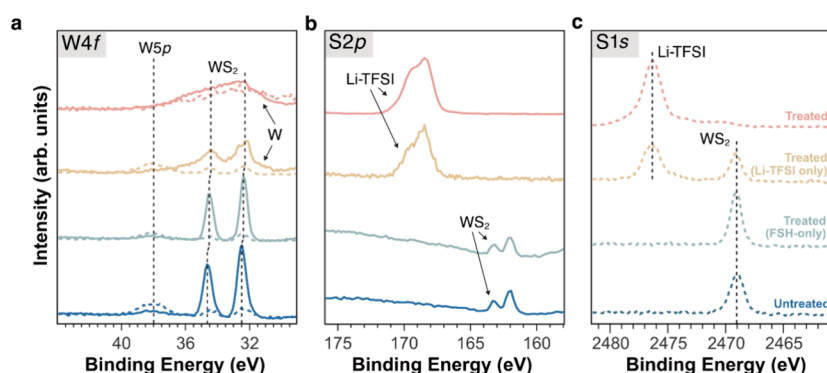 a
W4f
W5p
WS₂
W
Intensity (arb. units)
40
36
32
Binding Energy (eV)
b
S2p
Li-TFSI
WS₂
175
170
165
160
Binding Energy (eV)
c
S1s
Li-TFSI
Treated
WS₂
Treated
(Li-TFSI only)
Treated
(FSH-only)
Untreated
2480
2475
2470
2465
Binding Energy (eV)